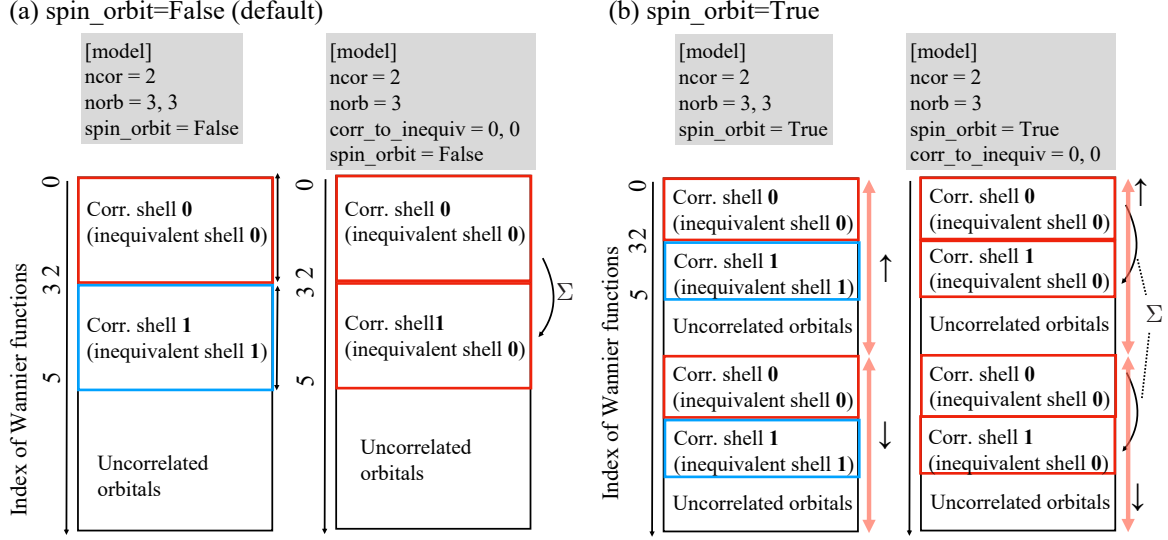 (a) spin_orbit=False (default)
[model]
ncor = 2
norb = 3, 3
spin_orbit = False
[model]
ncor = 2
norb = 3
corr_to_inequiv = 0, 0
spin_orbit = False
Index of Wannier functions
0
3 2
5
Corr. shell 0
(inequivalent shell 0)
Corr. shell 1
(inequivalent shell 1)
Uncorrelated
orbitals
0
3 2
5
Corr. shell 0
(inequivalent shell 0)
Corr. shell1
(inequivalent shell 0)
Σ
Uncorrelated
orbitals
(b) spin_orbit=True
[model]
ncor = 2
norb = 3, 3
spin_orbit = True
[model]
ncor = 2
norb = 3
spin_orbit = True
corr_to_inequiv = 0, 0
Index of Wannier functions
0
32
5
Corr. shell 0
(inequivalent shell 0)
Corr. shell 1
(inequivalent shell 1)
Uncorrelated orbitals
↑
Corr. shell 0
(inequivalent shell 0)
Corr. shell 1
(inequivalent shell 1)
Uncorrelated orbitals
↓
Corr. shell 0
(inequivalent shell 0)
Corr. shell 1
(inequivalent shell 0)
Uncorrelated orbitals
↑
Σ
Corr. shell 0
(inequivalent shell 0)
Corr. shell 1
(inequivalent shell 0)
Uncorrelated orbitals
↓